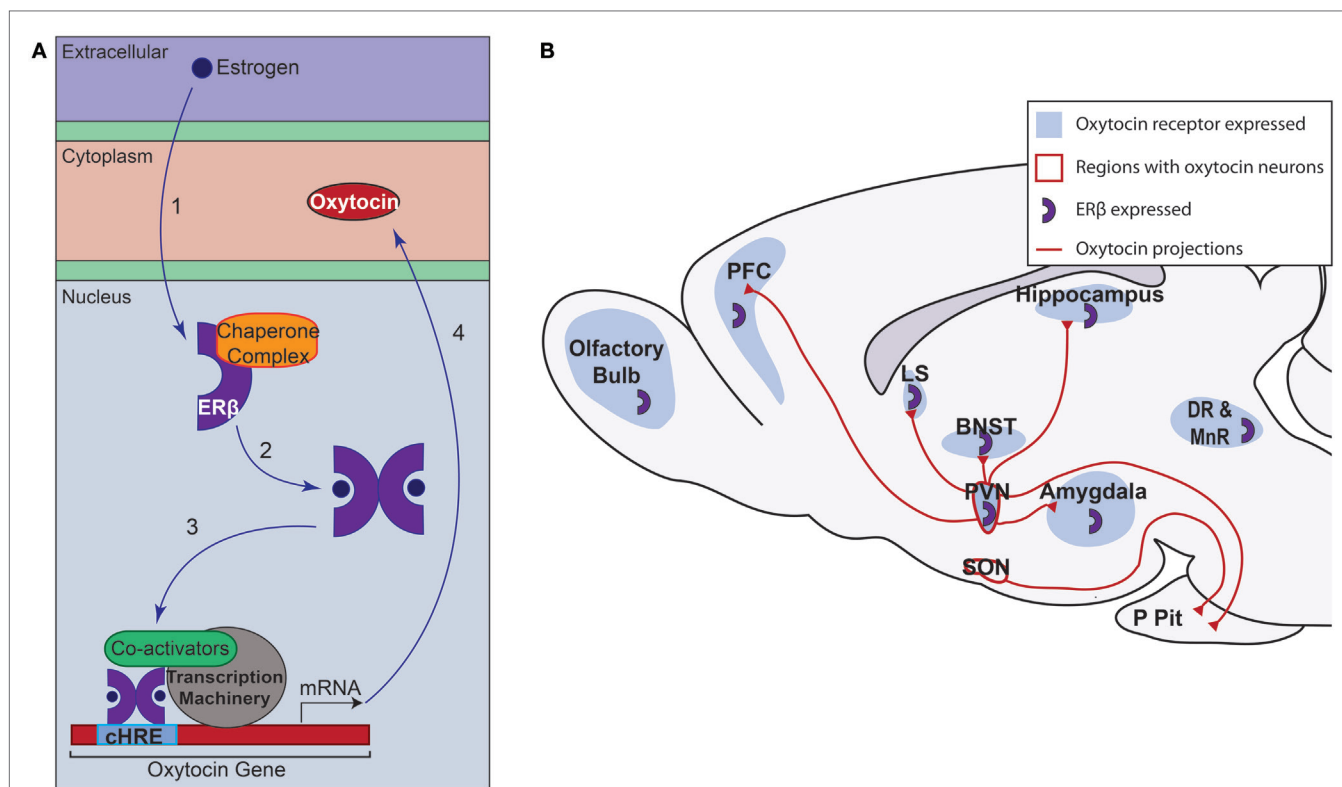 A
Extracellular
Estrogen
Cytoplasm
1
Oxytocin
Nucleus
Chaperone
Complex
ERβ
4
2
3
Co-activators
Transcription
Machinery
mRNA
cHRE
Oxytocin Gene
B
Oxytocin receptor expressed
Regions with oxytocin neurons
ERβ expressed
Oxytocin projections
PFC
Hippocampus
Olfactory
Bulb
LS
BNST
DR &
MnR
PVN
Amygdala
SON
P Pit